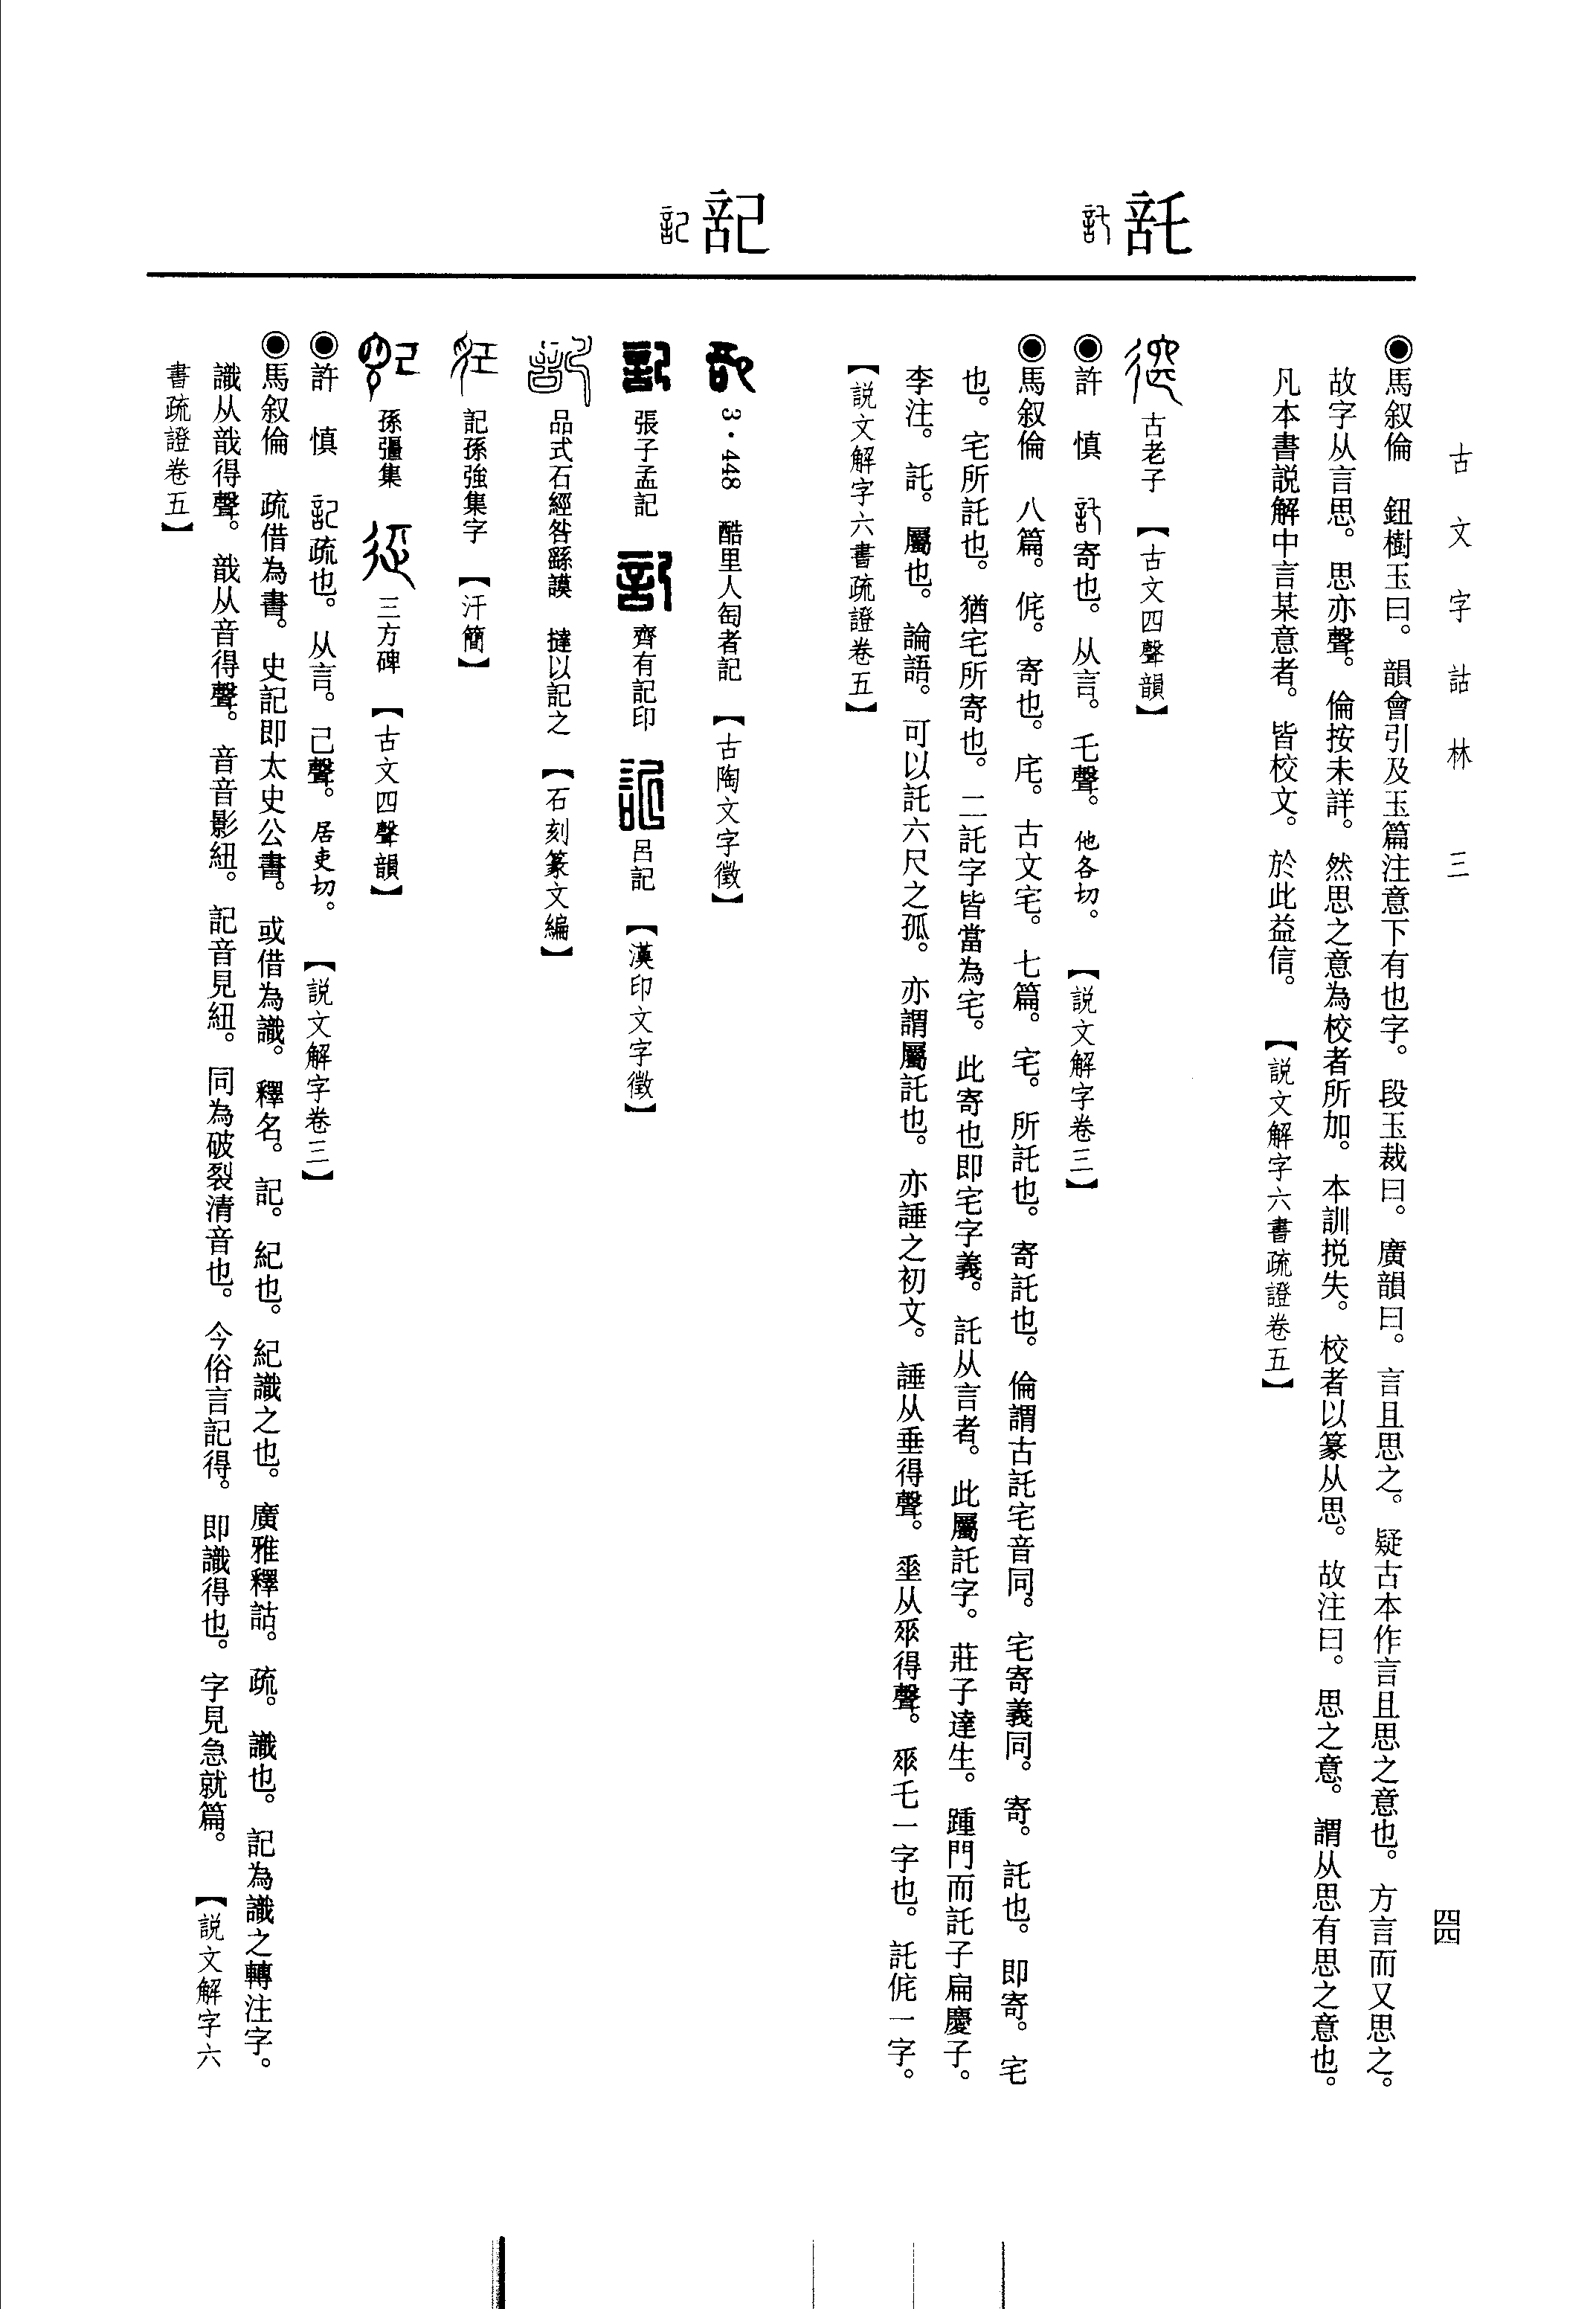 古文字詁林 三
四四
託
記
◉馬叙倫 鈕樹玉曰。韻會引及玉篇注意下有也字。段玉裁曰。廣韻曰。言且思之。疑古本作言且思之意也。方言而又思之。
故字从言思。思亦聲。倫按未詳。然思之意為校者所加。本訓捝失。校者以篆从思。故注曰。思之意。謂从思有思之意也。
凡本書説解中言某意者。皆校文。於此益信。 【説文解字六書疏證卷五】
古老子 【古文四聲韻】
◉許 慎 寄也。从言。乇聲。他各切。 【説文解字卷三】
◉馬叙倫 八篇。侂。寄也。宅。古文宅。七篇。宅。所託也。寄託也。倫謂古託宅音同。宅寄義同。寄。託也。即寄。宅
也。宅所託也。猶宅所寄也。二託字皆當為宅。此寄也即宅字義。託从言者。此屬託字。莊子達生。踵門而託子扁慶子。
李注。託。屬也。論語。可以託六尺之孤。亦謂屬託也。亦諈之初文。諈从垂得聲。垂从𠂹得聲。𠂹乇一字也。託侂一字。
【説文解字六書疏證卷五】
3·448 酷里人匋者記 【古陶文字徵】
張子孟記 齊有記印 呂記 【漢印文字徵】
品式石經咎繇謨 撻以記之 【石刻篆文編】
記孫強集字 【汗簡】
孫彊集 三方碑 【古文四聲韻】
◉許 慎 疏也。从言。己聲。居吏切。 【説文解字卷三】
◉馬叙倫 疏借為書。史記即太史公書。或借為識。釋名。記。紀也。紀識之也。廣雅釋詁。疏。識也。記為識之轉注字。
識从戠得聲。戠从音得聲。音音影紐。記音見紐。同為破裂清音也。今俗言記得。即識得也。字見急就篇。 【説文解字六
書疏證卷五】